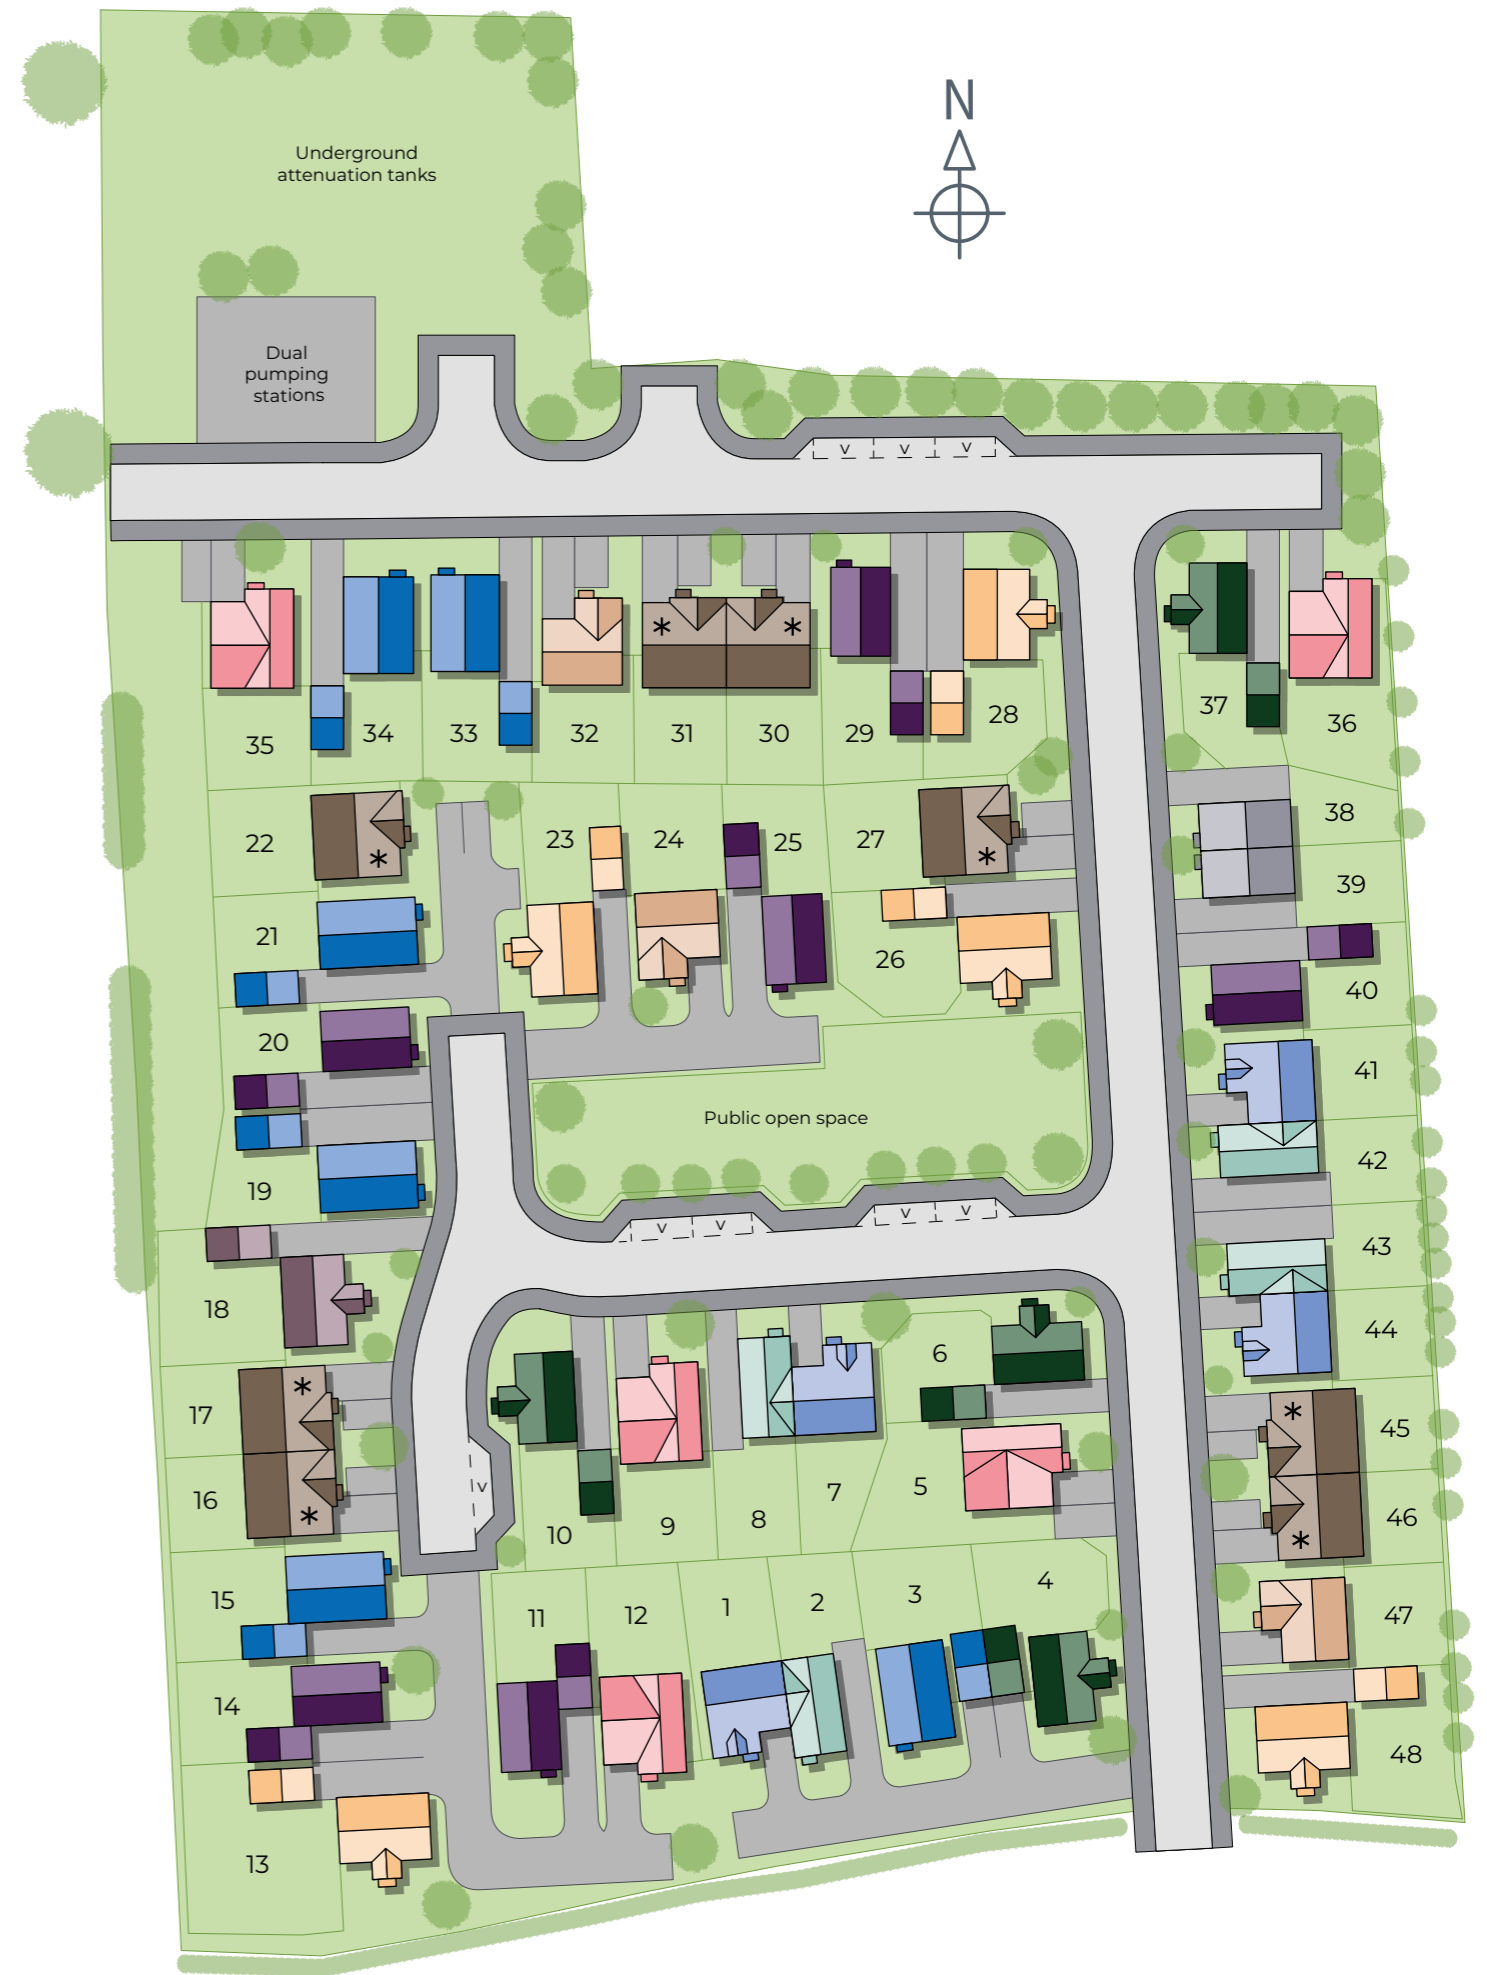 N
Underground
attenuation tanks
Dual
pumping
stations
v v v
* *
35 34 33 32 31 30 29 28 37 36
22 * 23 24 25 27 * 38
39
21 26
40
20
41
Public open space
42
19
v v v v
43
18
6 44
17 * * 45
16 * v 10 9 8 7 5 * 46
15 11 12 1 2 3 4 47
14
48
13